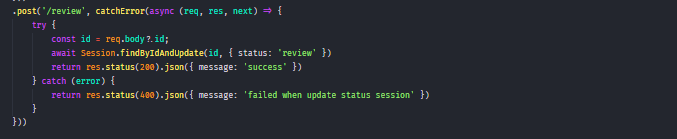 .post('/review', catchError(async (req, res, next) => {
    try {
        const id = req.body?.id;
        await Session.findByIdAndUpdate(id, { status: 'review' })
        return res.status(200).json({ message: 'success' })
    } catch (error) {
        return res.status(400).json({ message: 'failed when update status session' })
    }
}))